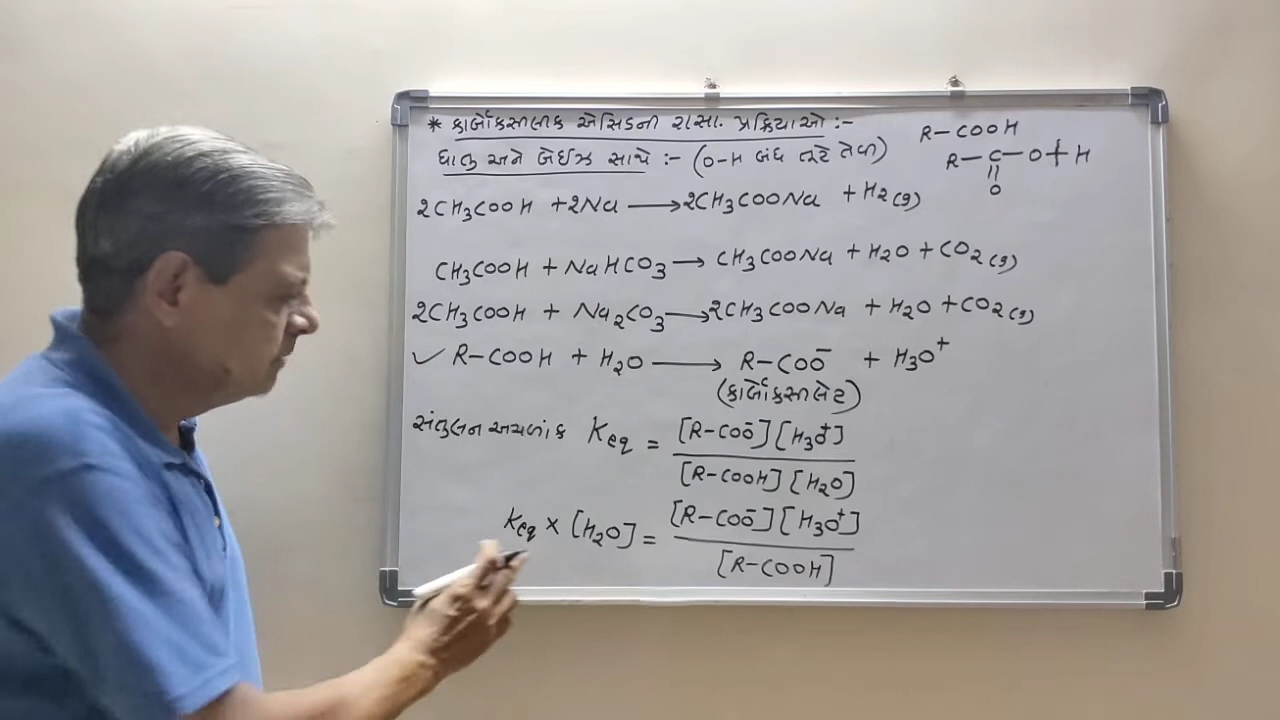 * કાર્બોક્સીલીક એસિડની રાસા. પ્રક્રિયાઓ :-
R-COOH
ધાતુ અને બેઈઝ સાથે :- (O-H બંધ તૂટે તેવી)
R-C-O+H
||
O
2CH₃COOH +2Na ⟶ 2CH₃COONa + H₂(g)
CH₃COOH + NaHCO₃ ⟶ CH₃COONa + H₂O + CO₂(g)
2CH₃COOH + Na₂CO₃ ⟶ 2CH₃COONa + H₂O + CO₂(g)
✓ R-COOH + H₂O ⟶ R-COO⁻ + H₃O⁺
(કાર્બોક્સીલેટ)
સંતુલન અચળાંક Keq = [R-COO⁻][H₃O⁺]
[R-COOH][H₂O]
Keq × [H₂O] = [R-COO⁻][H₃O⁺]
[R-COOH]